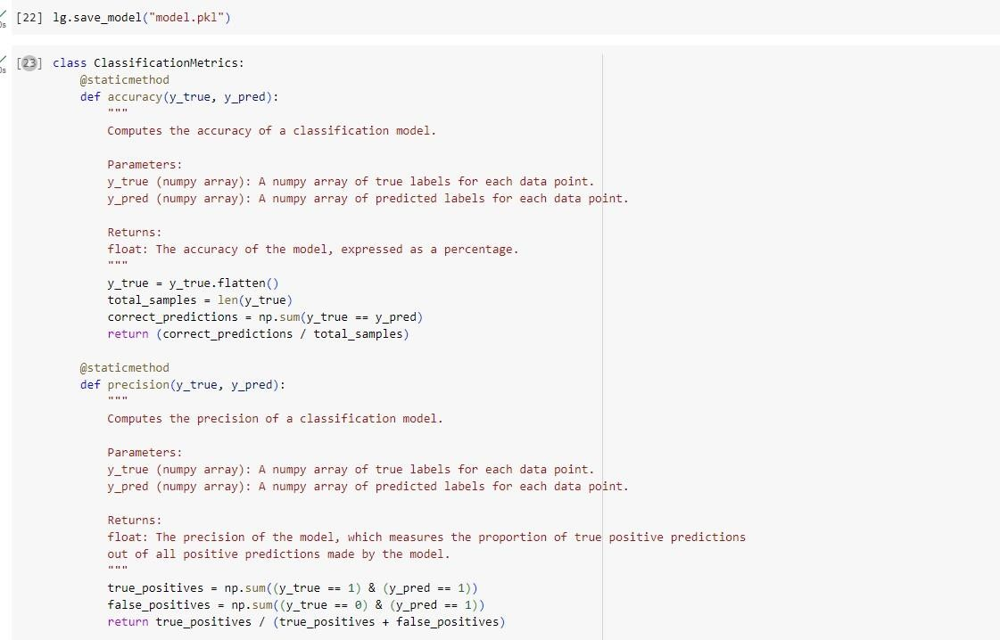 [22] lg.save_model("model.pkl")
0s
[23] class ClassificationMetrics:
0s
    @staticmethod
    def accuracy(y_true, y_pred):
        """
        Computes the accuracy of a classification model.

        Parameters:
        y_true (numpy array): A numpy array of true labels for each data point.
        y_pred (numpy array): A numpy array of predicted labels for each data point.

        Returns:
        float: The accuracy of the model, expressed as a percentage.
        """
        y_true = y_true.flatten()
        total_samples = len(y_true)
        correct_predictions = np.sum(y_true == y_pred)
        return (correct_predictions / total_samples)

    @staticmethod
    def precision(y_true, y_pred):
        """
        Computes the precision of a classification model.

        Parameters:
        y_true (numpy array): A numpy array of true labels for each data point.
        y_pred (numpy array): A numpy array of predicted labels for each data point.

        Returns:
        float: The precision of the model, which measures the proportion of true positive predictions
        out of all positive predictions made by the model.
        """
        true_positives = np.sum((y_true == 1) & (y_pred == 1))
        false_positives = np.sum((y_true == 0) & (y_pred == 1))
        return true_positives / (true_positives + false_positives)